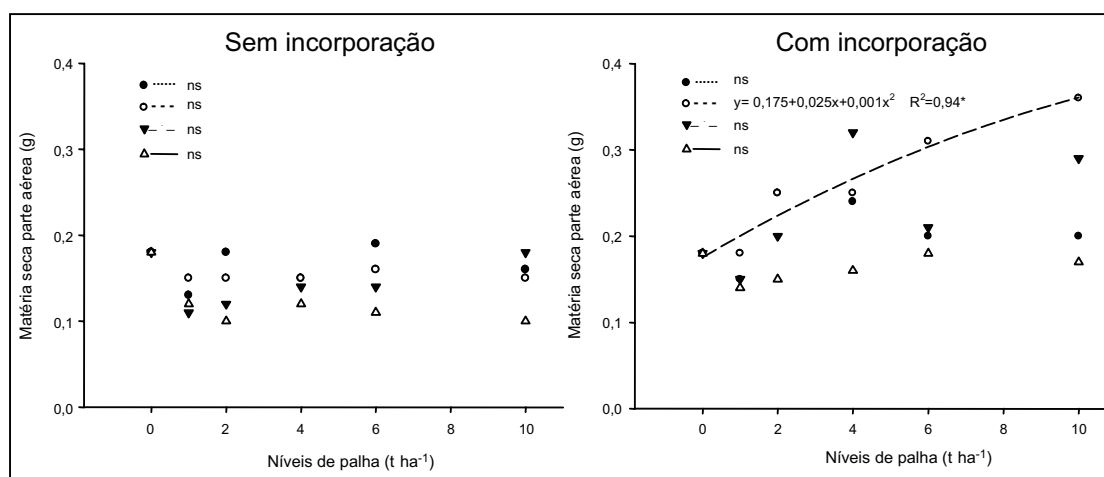 Sem incorporação
Matéria seca parte aérea (g)
0,4
0,3
0,2
0,1
0,0
ns
ns
ns
ns
0 2 4 6 8 10
Níveis de palha (t ha-1)
Com incorporação
Matéria seca parte aérea (g)
0,4
0,3
0,2
0,1
0,0
ns
y= 0,175+0,025x+0,001x² R²=0,94*
ns
ns
0 2 4 6 8 10
Níveis de palha (t ha-1)